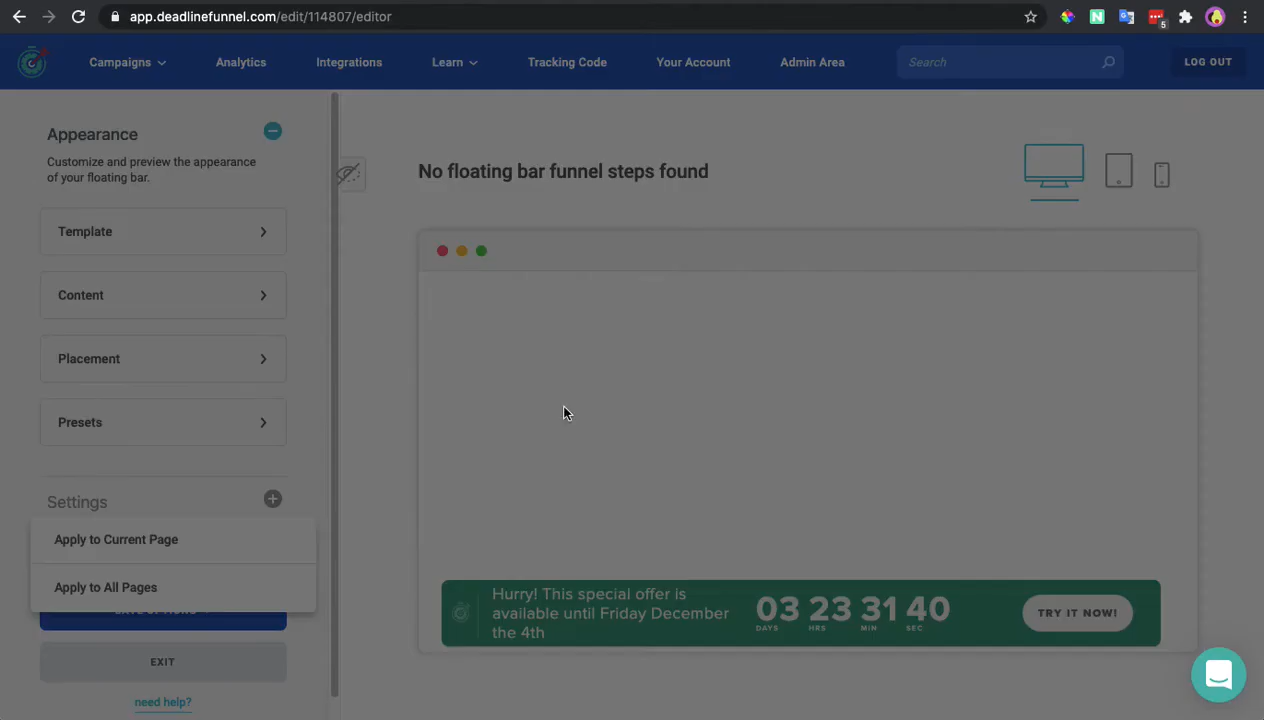 app.deadlinefunnel.com/edit/114807/editor
5
Campaigns
Analytics
Integrations
Learn
Tracking Code
Your Account
Admin Area
Search
LOG OUT
Appearance
Customize and preview the appearance
of your floating bar.
Template
Content
Placement
Presets
Settings
Apply to Current Page
Apply to All Pages
EXIT
need help?
No floating bar funnel steps found
Hurry! This special offer is
available until Friday December
the 4th
03 23 31 40
DAYS HRS MIN SEC
TRY IT NOW!